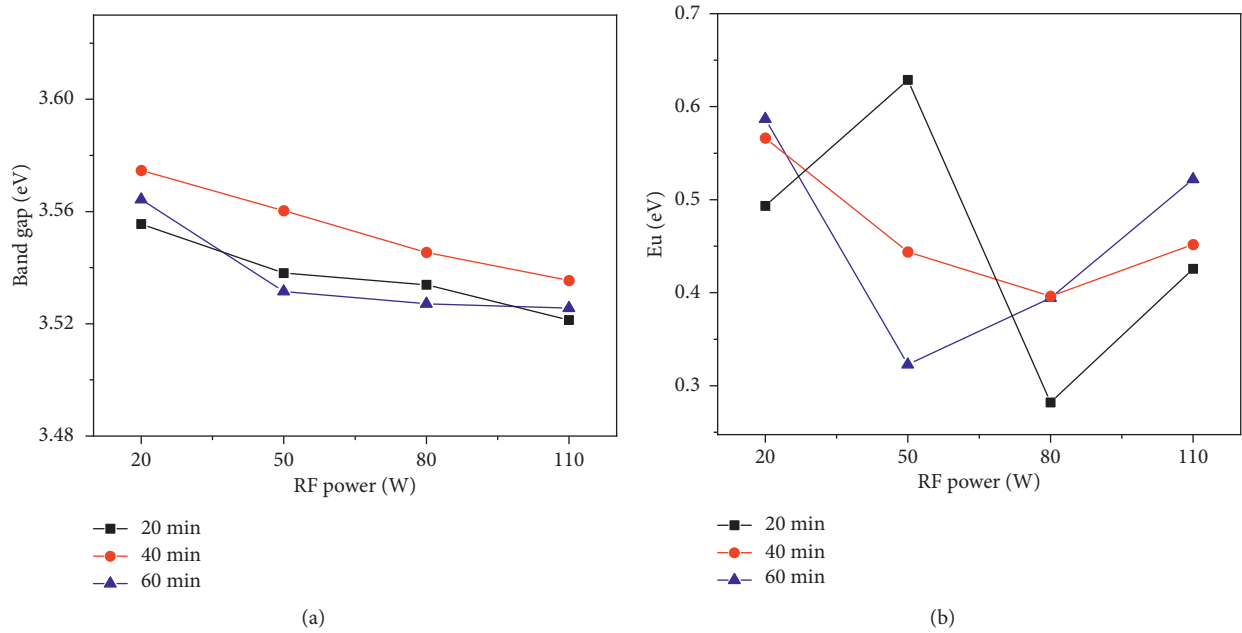 Band gap (eV)
3.60
3.56
3.52
3.48
20
50
80
110
RF power (W)
20 min
40 min
60 min
(a)
Eu (eV)
0.7
0.6
0.5
0.4
0.3
20
50
80
110
RF power (W)
20 min
40 min
60 min
(b)